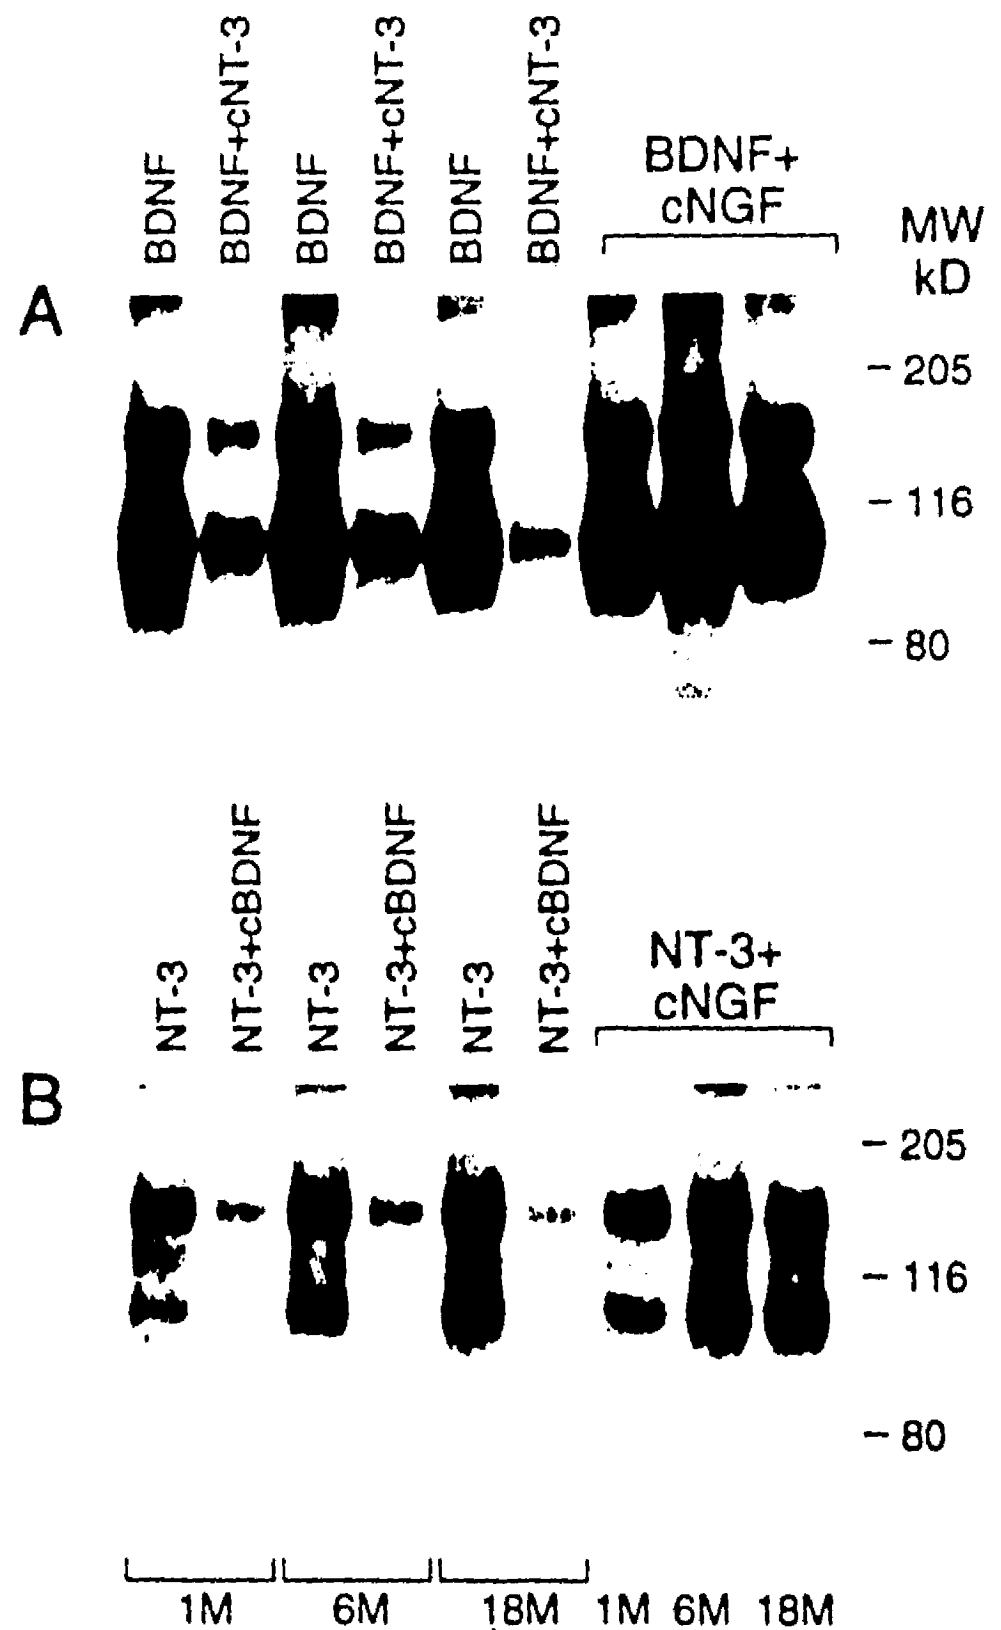 BDNF
BDNF+cNT-3
BDNF
BDNF+cNT-3
BDNF
BDNF+cNT-3
BDNF+
cNGF
MW
kD
A
- 205
- 116
- 80
NT-3
NT-3+cBDNF
NT-3
NT-3+cBDNF
NT-3
NT-3+cBDNF
NT-3+
cNGF
B
- 205
- 116
- 80
1M 6M 18M 1M 6M 18M